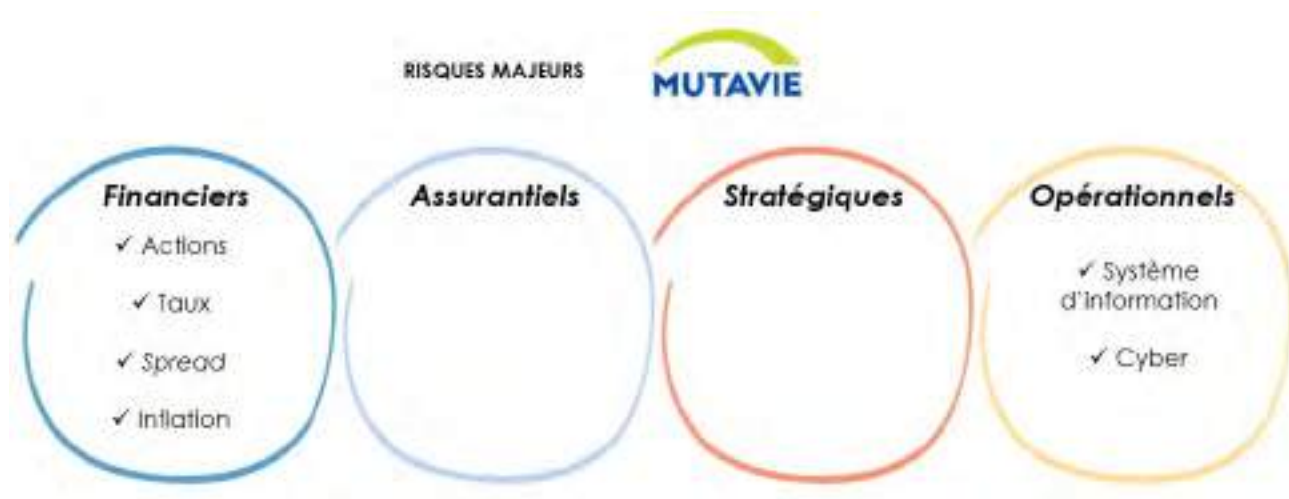 RISQUES MAJEURS
MUTAVIE
Financiers
✓ Actions
✓ Taux
✓ Spread
✓ Inflation
Assurantiels
Stratégiques
Opérationnels
✓ Système
d'information
✓ Cyber